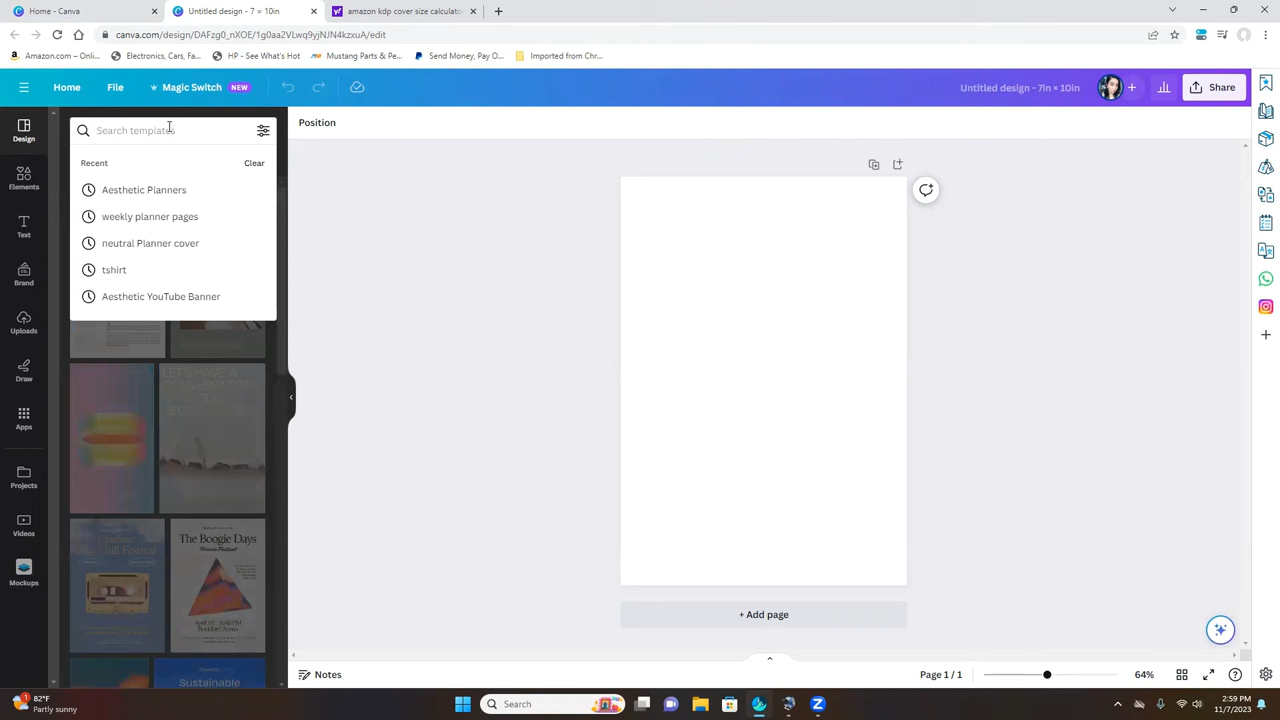 Home - Canva
Untitled design - 7 × 10in
amazon kdp cover size calculato
canva.com/design/DAFzg0_nXOE/1g0aa2VLwq9yjNJN4kzxuA/edit
Amazon.com – Onli...
Electronics, Cars, Fa...
HP - See What's Hot
Mustang Parts & Pe...
Send Money, Pay O...
Imported from Chr...
Home
File
Magic Switch NEW
Untitled design - 7in × 10in
Share
Design
Elements
Text
Brand
Uploads
Draw
Apps
Projects
Videos
Mockups
Search templates
Recent
Clear
Aesthetic Planners
weekly planner pages
neutral Planner cover
tshirt
Aesthetic YouTube Banner
LET'S HAVE A
The Boogie Days
Sustainable
Position
+ Add page
Notes
Page 1 / 1
64%
82°F
Partly sunny
Search
2:59 PM
11/7/2023